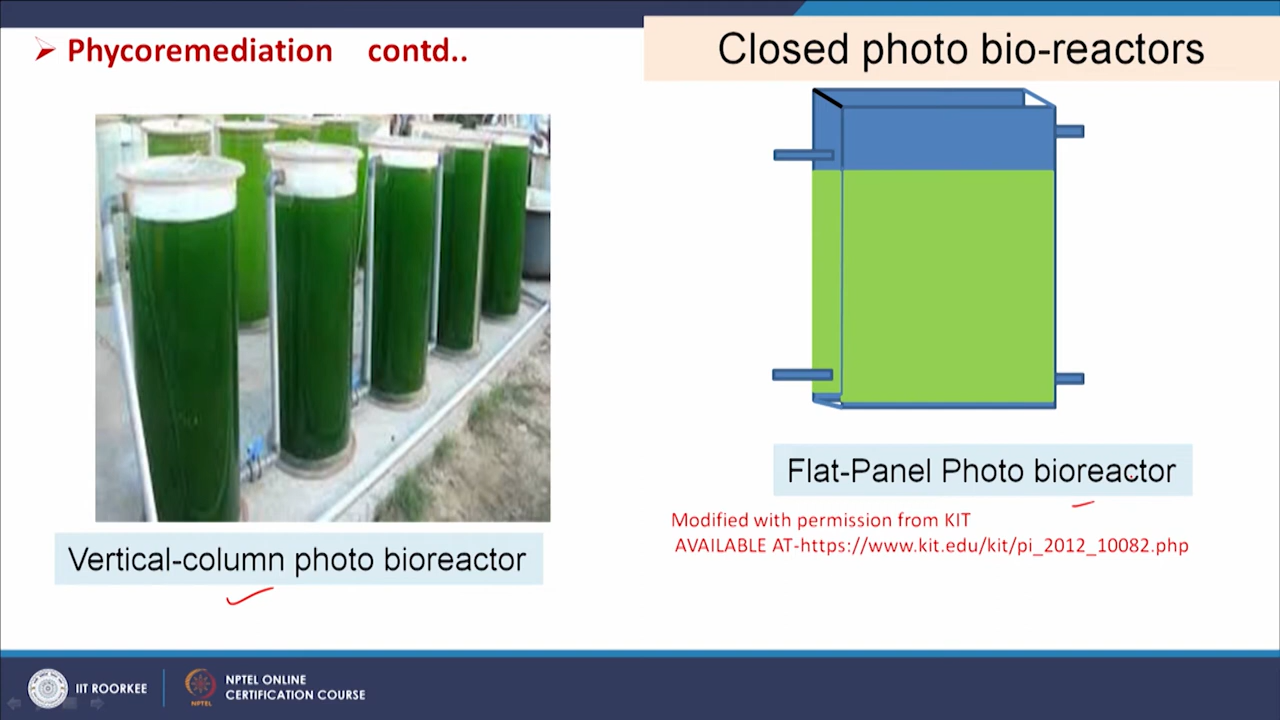 Phycoremediation contd..
Closed photo bio-reactors
Vertical-column photo bioreactor
Flat-Panel Photo bioreactor
Modified with permission from KIT
AVAILABLE AT-https://www.kit.edu/kit/pi_2012_10082.php
IIT ROORKEE
NPTEL
NPTEL ONLINE
CERTIFICATION COURSE